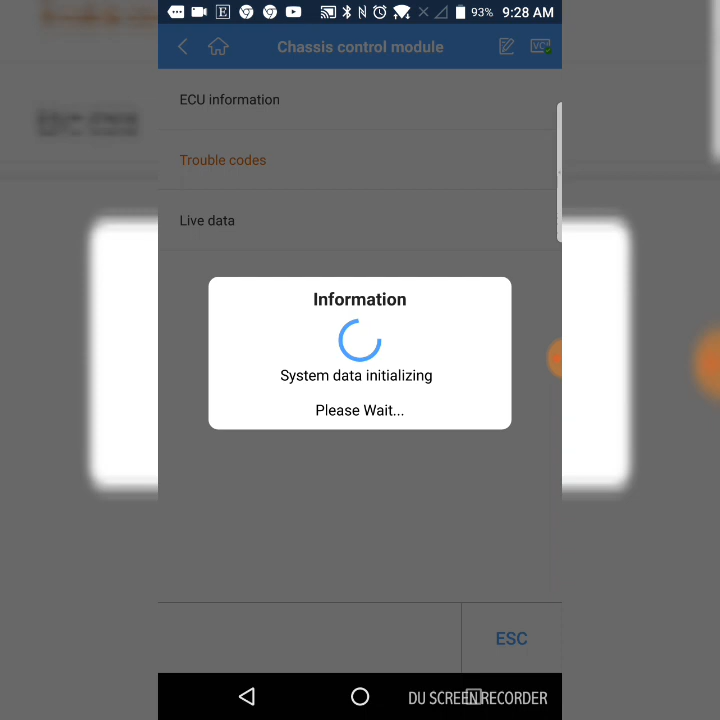 93% 9:28 AM
Chassis control module
VC
ECU information
Trouble codes
Live data
Information
System data initializing
Please Wait...
ESC
DU SCREEN RECORDER